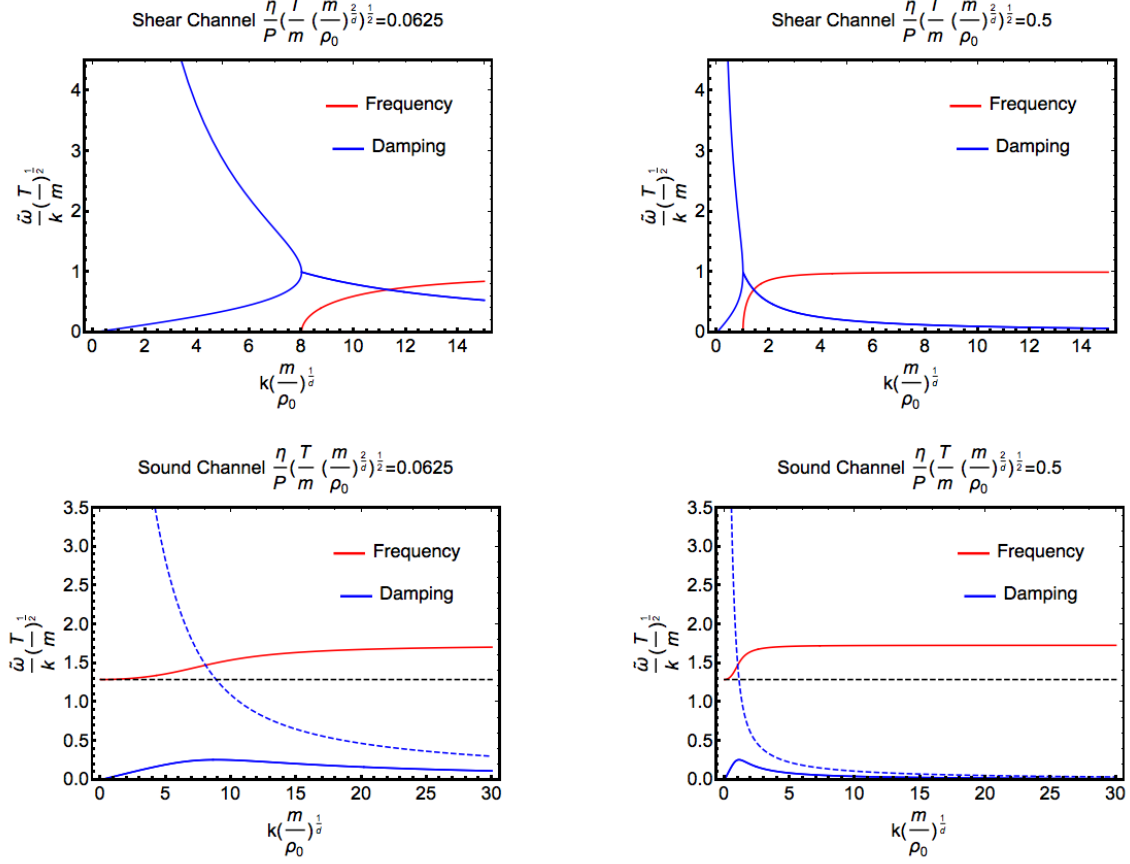 Shear Channel η/P(T/m (m/ρ₀)^(2/d))^(1/2)=0.0625
4
3
2
1
0
ω̃/k(T/m)^(1/2)
Frequency
Damping
0 2 4 6 8 10 12 14
k(m/ρ₀)^(1/d)
Shear Channel η/P(T/m (m/ρ₀)^(2/d))^(1/2)=0.5
4
3
2
1
0
ω̃/k(T/m)^(1/2)
Frequency
Damping
0 2 4 6 8 10 12 14
k(m/ρ₀)^(1/d)
Sound Channel η/P(T/m (m/ρ₀)^(2/d))^(1/2)=0.0625
3.5
3.0
2.5
2.0
1.5
1.0
0.5
0.0
ω̃/k(T/m)^(1/2)
Frequency
Damping
0 5 10 15 20 25 30
k(m/ρ₀)^(1/d)
Sound Channel η/P(T/m (m/ρ₀)^(2/d))^(1/2)=0.5
3.5
3.0
2.5
2.0
1.5
1.0
0.5
0.0
ω̃/k(T/m)^(1/2)
Frequency
Damping
0 5 10 15 20 25 30
k(m/ρ₀)^(1/d)